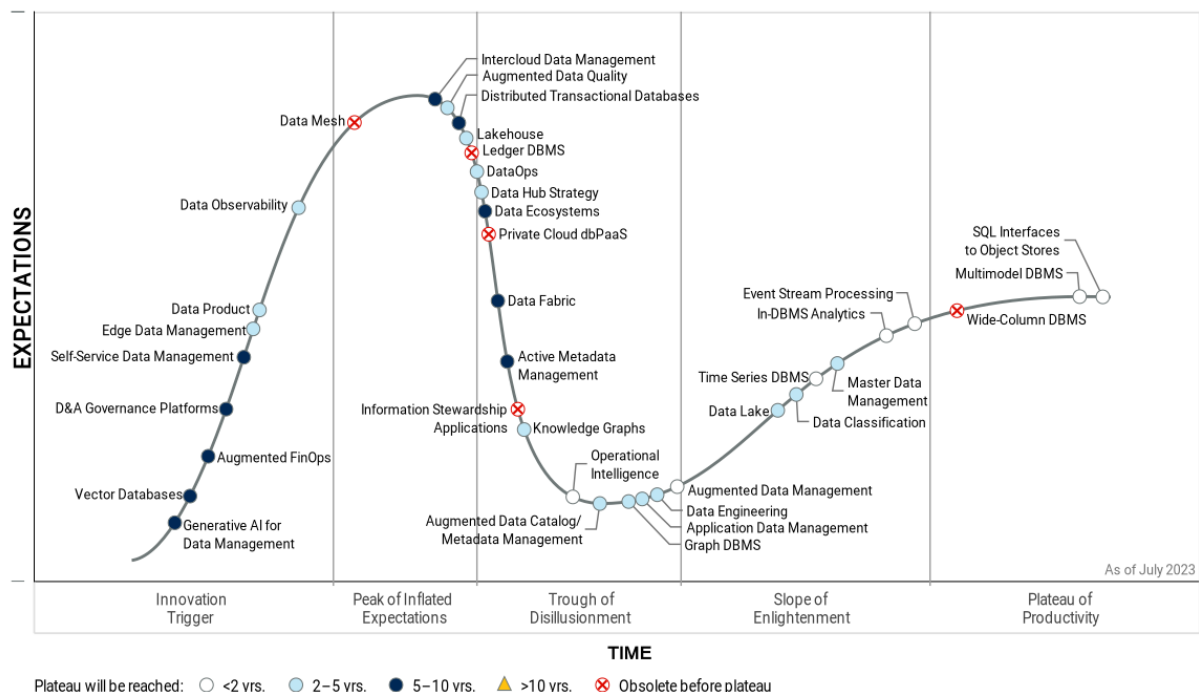 EXPECTATIONS
Intercloud Data Management
Augmented Data Quality
Distributed Transactional Databases
Data Mesh
Lakehouse
Ledger DBMS
DataOps
Data Hub Strategy
Data Observability
Data Ecosystems
Private Cloud dbPaaS
SQL Interfaces
to Object Stores
Multimodel DBMS
Event Stream Processing
In-DBMS Analytics
Wide-Column DBMS
Data Product
Edge Data Management
Self-Service Data Management
Data Fabric
Active Metadata
Management
Time Series DBMS
Master Data
Management
D&A Governance Platforms
Information Stewardship
Applications
Knowledge Graphs
Data Lake
Data Classification
Augmented FinOps
Operational
Intelligence
Vector Databases
Augmented Data Management
Data Engineering
Generative AI for
Data Management
Augmented Data Catalog/
Metadata Management
Application Data Management
Graph DBMS
As of July 2023
Innovation
Trigger
Peak of Inflated
Expectations
Trough of
Disillusionment
Slope of
Enlightenment
Plateau of
Productivity
TIME
Plateau will be reached: <2 yrs. 2–5 yrs. 5–10 yrs. >10 yrs. Obsolete before plateau